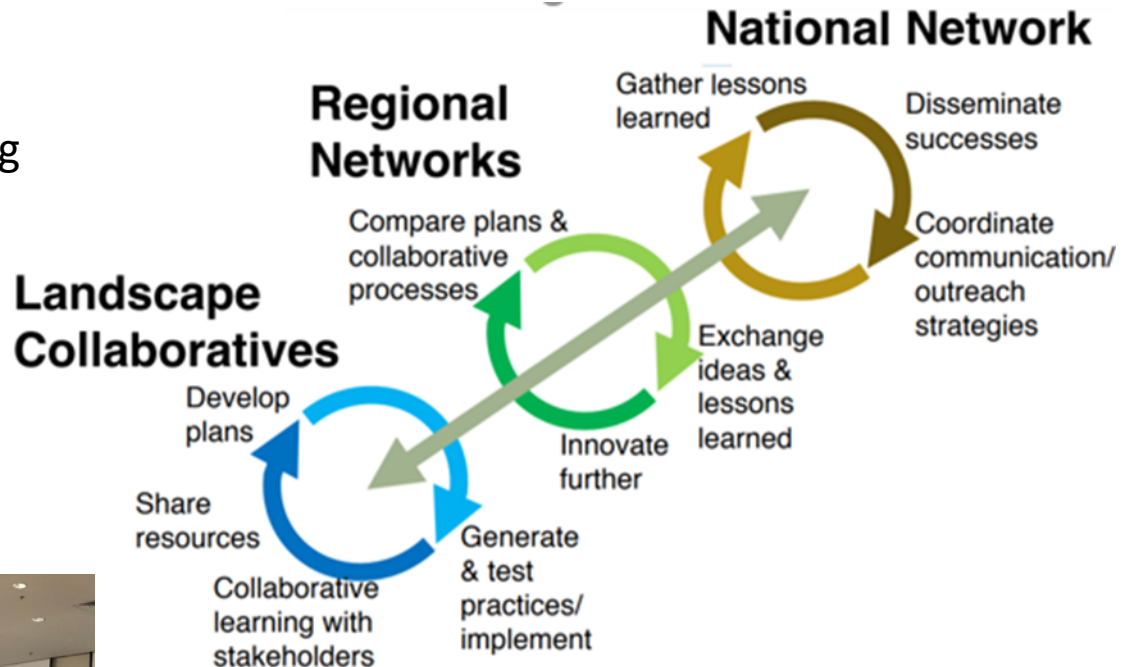 National Network
Gather lessons
learned
Disseminate
successes
Coordinate
communication/
outreach
strategies
Regional
Networks
Compare plans &
collaborative
processes
Exchange
ideas &
lessons
learned
Innovate
further
Landscape
Collaboratives
Develop
plans
Share
resources
Collaborative
learning with
stakeholders
Generate
& test
practices/
implement